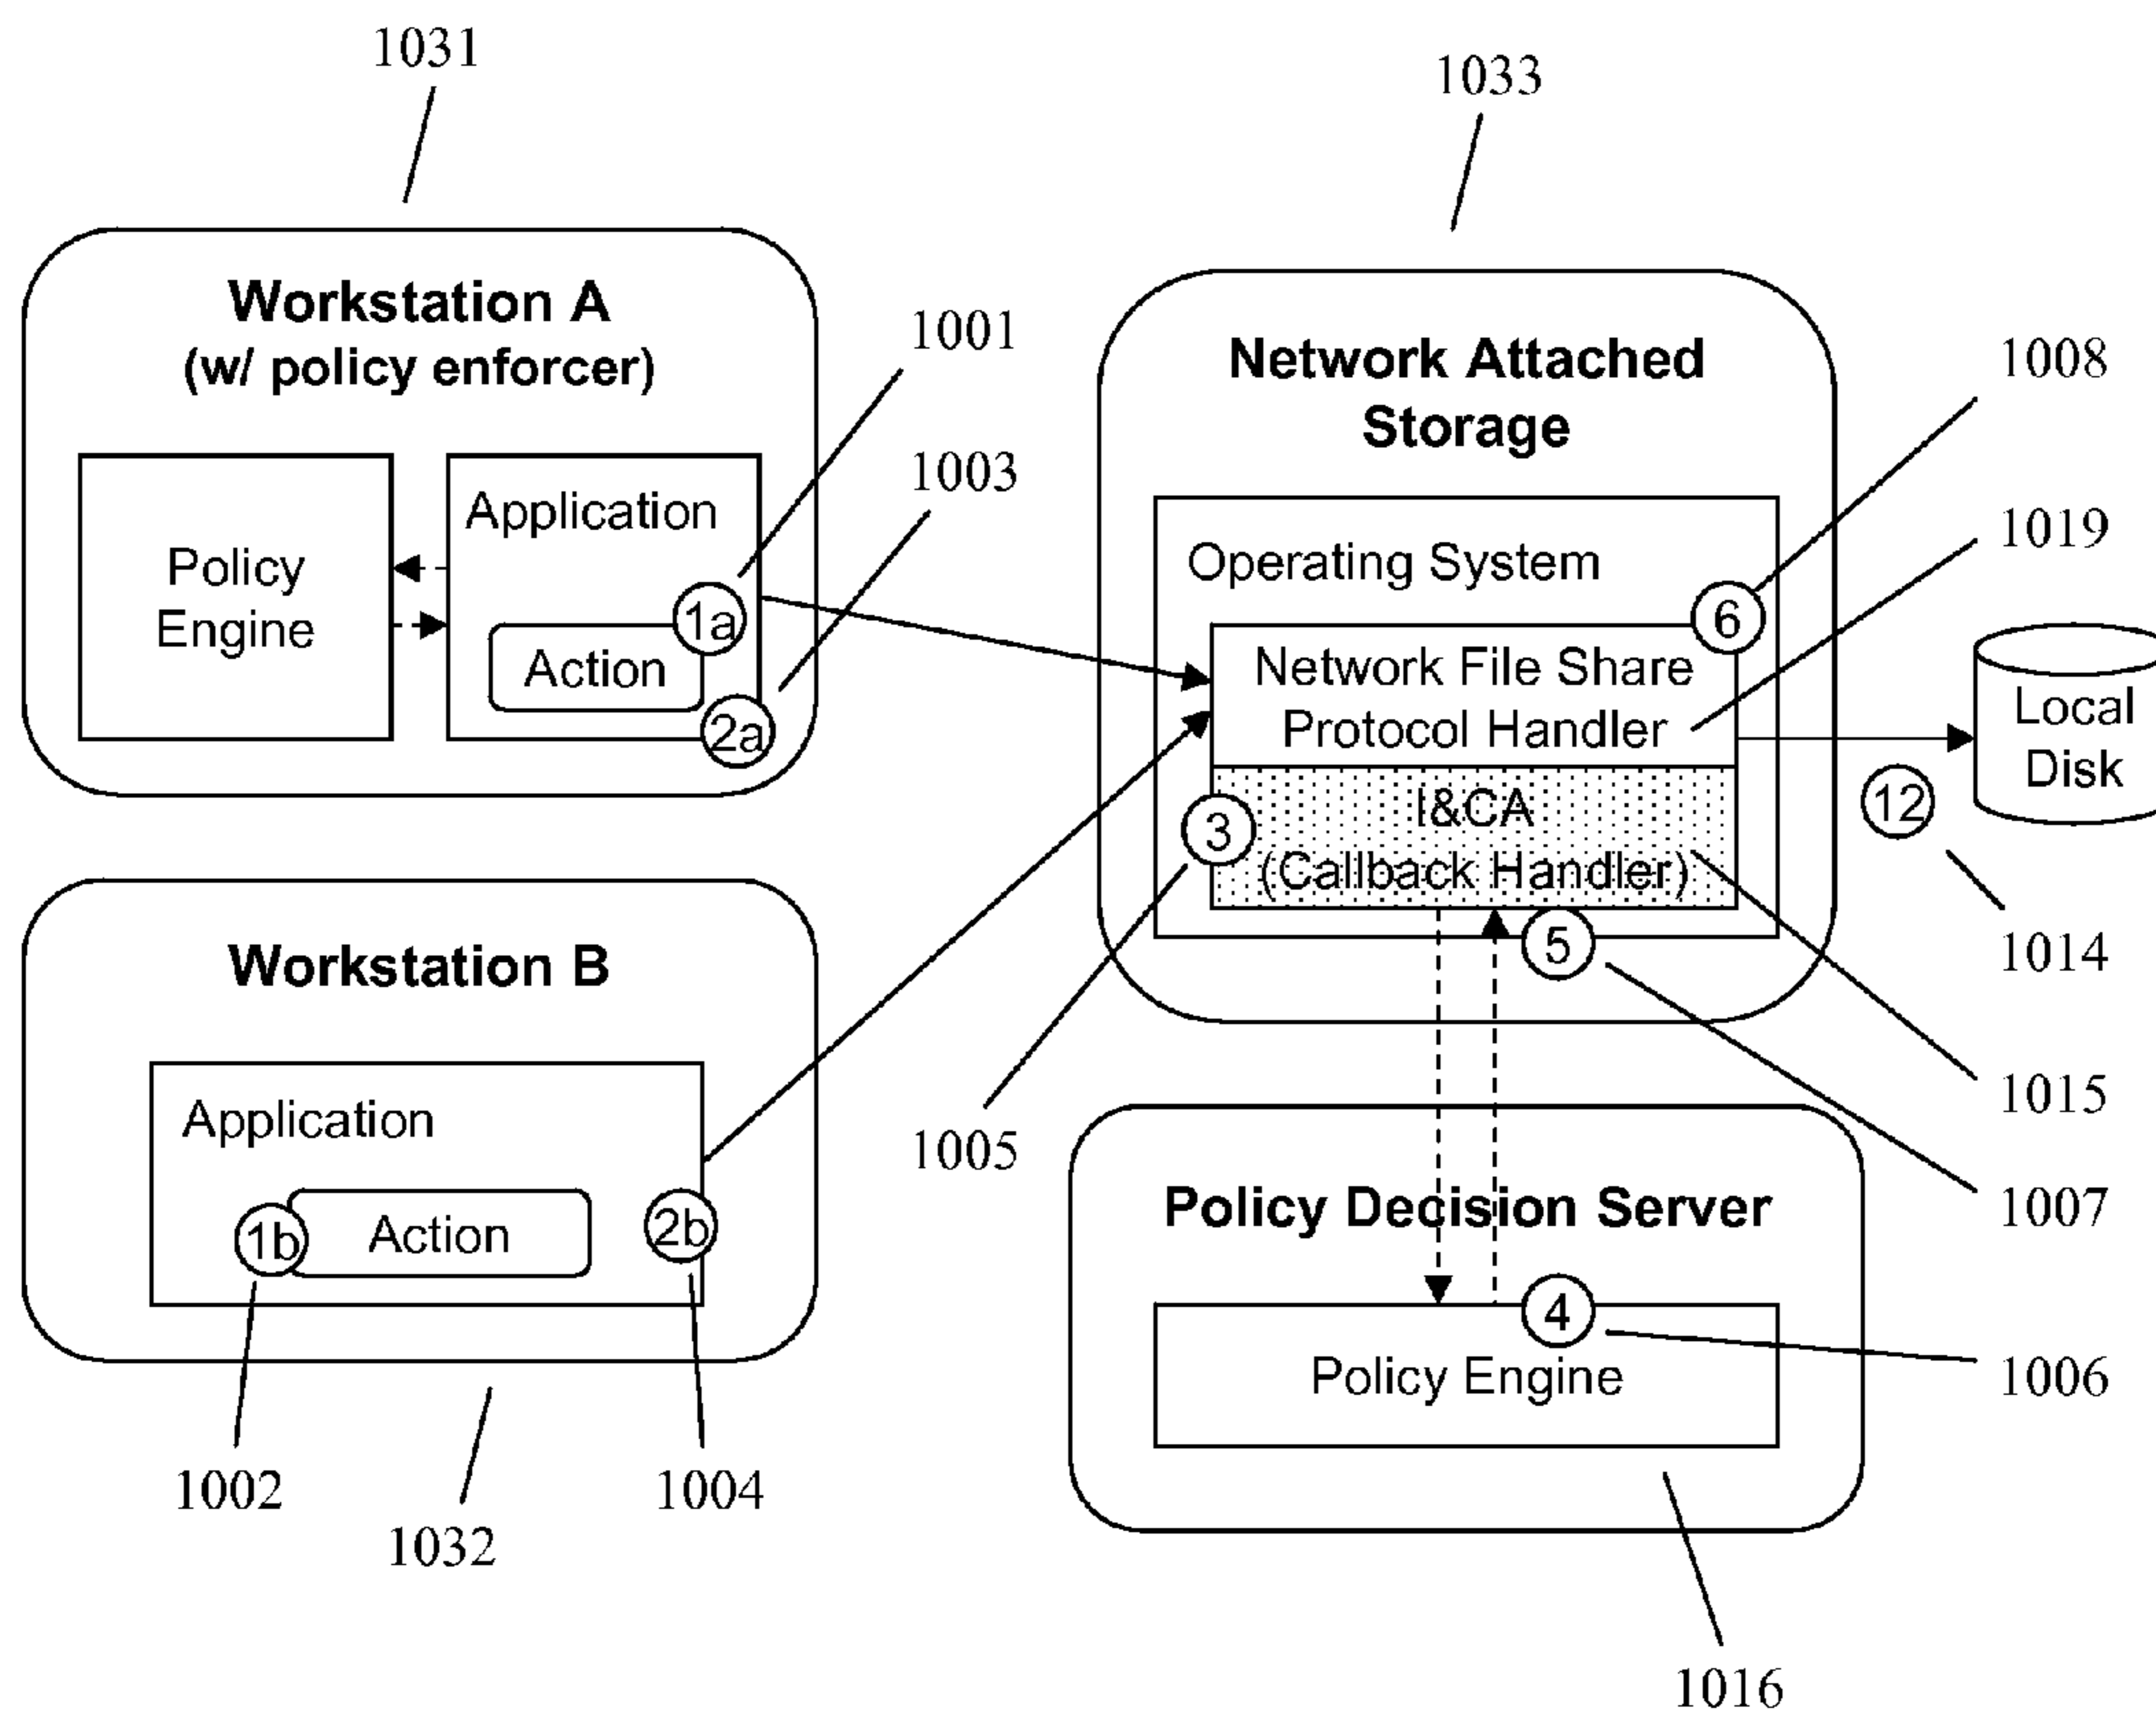 1031
1033
Workstation A
(w/ policy enforcer)
Policy
Engine
Application
1a
Action
2a
1001
1003
Network Attached
Storage
Operating System
6
Network File Share
Protocol Handler
I&CA
(Callback Handler)
3
5
1008
1019
Local
Disk
12
1014
1015
1007
1005
Workstation B
Application
1b
Action
2b
1002
1004
1032
Policy Decision Server
4
Policy Engine
1006
1016